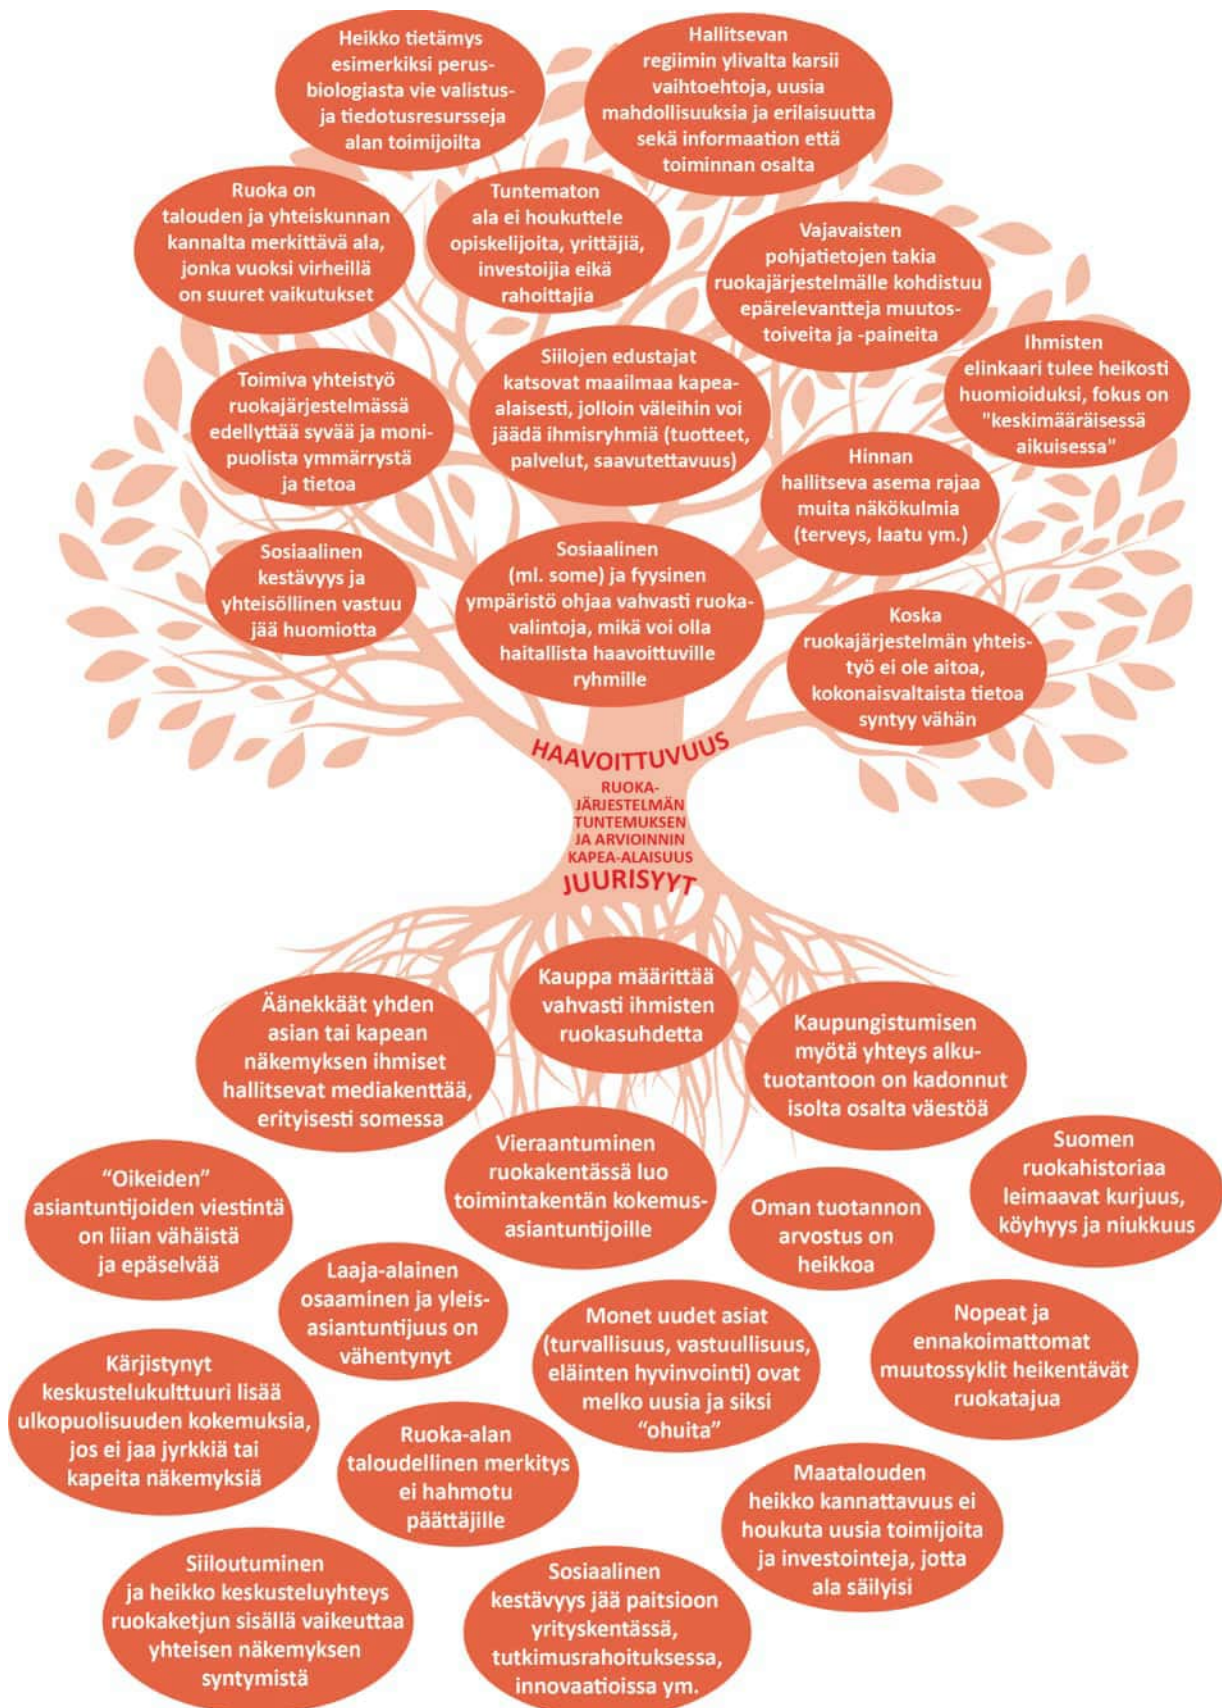 Heikko tietämys
esimerkiksi perus-
biologiasta vie valistus-
ja tiedotusresursseja
alan toimijoilta
Hallitsevan
regiimin ylivalta karsii
vaihtoehtoja, uusia
mahdollisuuksia ja erilaisuutta
sekä informaation että
toiminnan osalta
Ruoka on
talouden ja yhteiskunnan
kannalta merkittävä ala,
jonka vuoksi virheillä
on suuret vaikutukset
Tuntematon
ala ei houkuttele
opiskelijoita, yrittäjiä,
investoijia eikä
rahoittajia
Vajavaisten
pohjatietojen takia
ruokajärjestelmälle kohdistuu
epärelevantteja muutos-
toiveita ja -paineita
Ihmisten
elinkaari tulee heikosti
huomioiduksi, fokus on
"keskimääräisessä
aikuisessa"
Toimiva yhteistyö
ruokajärjestelmässä
edellyttää syvää ja moni-
puolista ymmärrystä
ja tietoa
Siilojen edustajat
katsovat maailmaa kapea-
alaisesti, jolloin väleihin voi
jäädä ihmisryhmiä (tuotteet,
palvelut, saavutettavuus)
Hinnan
hallitseva asema rajaa
muita näkökulmia
(terveys, laatu ym.)
Sosiaalinen
kestävyys ja
yhteisöllinen vastuu
jää huomiotta
Sosiaalinen
(ml. some) ja fyysinen
ympäristö ohjaa vahvasti ruoka-
valintoja, mikä voi olla
haitallista haavoittuville
ryhmille
Koska
ruokajärjestelmän yhteis-
työ ei ole aitoa,
kokonaisvaltaista tietoa
syntyy vähän
HAAVOITTUVUUS
RUOKA-
JÄRJESTELMÄN
TUNTEMUKSEN
JA ARVIOINNIN
KAPEA-ALAISUUS
JUURISYYT
Äänekkäät yhden
asian tai kapean
näkemyksen ihmiset
hallitsevat mediakenttää,
erityisesti somessa
Kauppa määrittää
vahvasti ihmisten
ruokasuhdetta
Kaupungistumisen
myötä yhteys alku-
tuotantoon on kadonnut
isolta osalta väestöä
“Oikeiden”
asiantuntijoiden viestintä
on liian vähäistä
ja epäselvää
Vieraantuminen
ruokakentässä luo
toimintakentän kokemus-
asiantuntijoille
Oman tuotannon
arvostus on
heikkoa
Suomen
ruokahistoriaa
leimaavat kurjuus,
köyhyys ja niukkuus
Laaja-alainen
osaaminen ja yleis-
asiantuntijuus on
vähentynyt
Monet uudet asiat
(turvallisuus, vastuullisuus,
eläinten hyvinvointi) ovat
melko uusia ja siksi
“ohuita”
Nopeat ja
ennakoimattomat
muutossyklit heikentävät
ruokatajua
Kärjistynyt
keskustelukulttuuri lisää
ulkopuolisuuden kokemuksia,
jos ei jaa jyrkkiä tai
kapeita näkemyksiä
Ruoka-alan
taloudellinen merkitys
ei hahmotu
päättäjille
Maatalouden
heikko kannattavuus ei
houkuta uusia toimijoita
ja investointeja, jotta
ala säilyisi
Siiloutuminen
ja heikko keskusteluyhteys
ruokaketjun sisällä vaikeuttaa
yhteisen näkemyksen
syntymistä
Sosiaalinen
kestävyys jää paitsioon
yrityskentässä,
tutkimusrahoituksessa,
innovaatioissa ym.